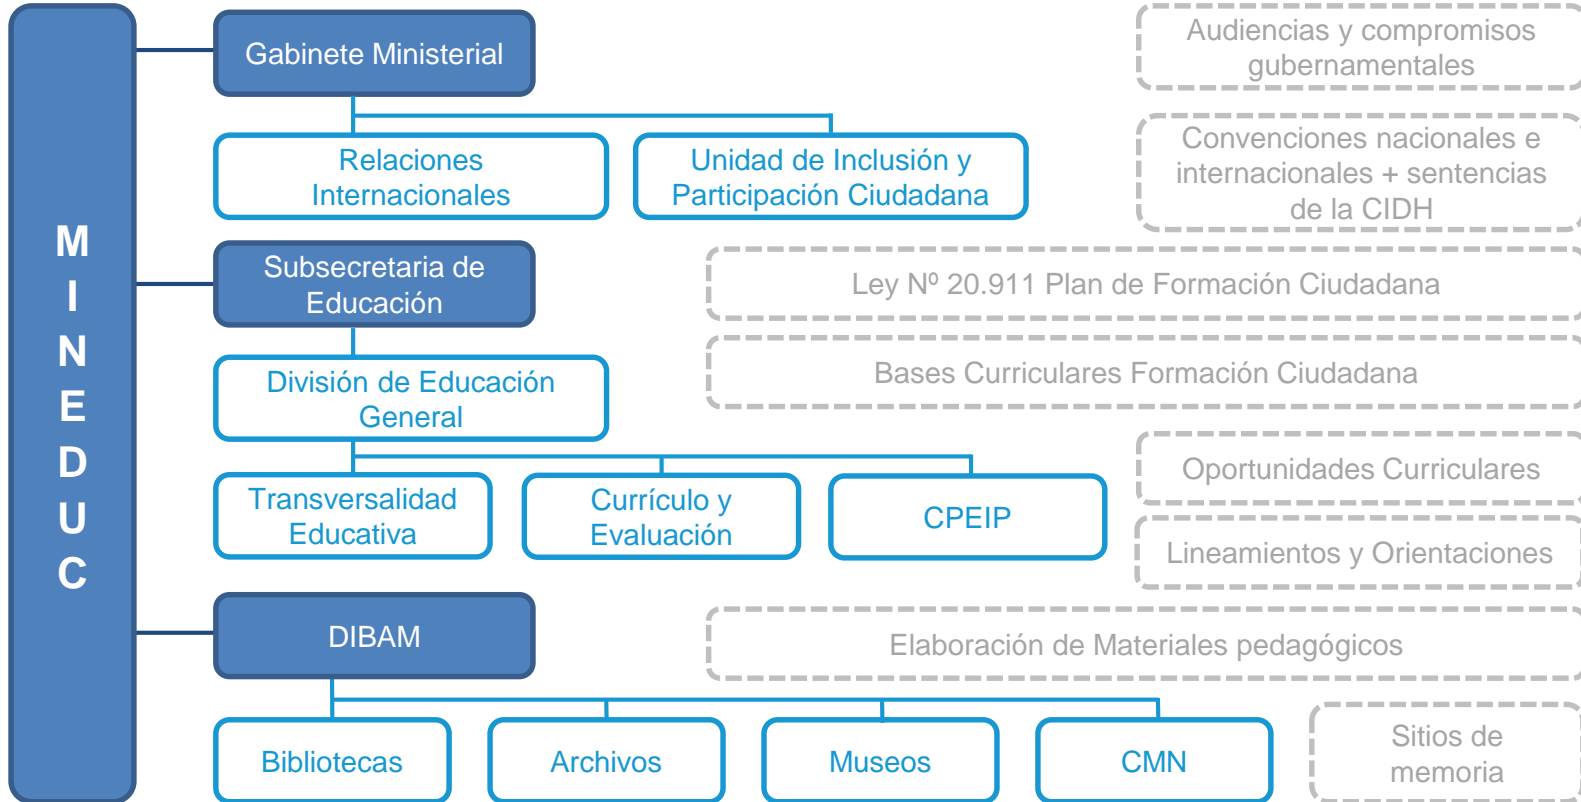 MINEDUC
Gabinete Ministerial
Audiencias y compromisos
gubernamentales
Relaciones
Internacionales
Unidad de Inclusión y
Participación Ciudadana
Convenciones nacionales e
internacionales + sentencias
de la CIDH
Subsecretaria de
Educación
Ley Nº 20.911 Plan de Formación Ciudadana
División de Educación
General
Bases Curriculares Formación Ciudadana
Transversalidad
Educativa
Currículo y
Evaluación
CPEIP
Oportunidades Curriculares
Lineamientos y Orientaciones
DIBAM
Elaboración de Materiales pedagógicos
Bibliotecas
Archivos
Museos
CMN
Sitios de
memoria